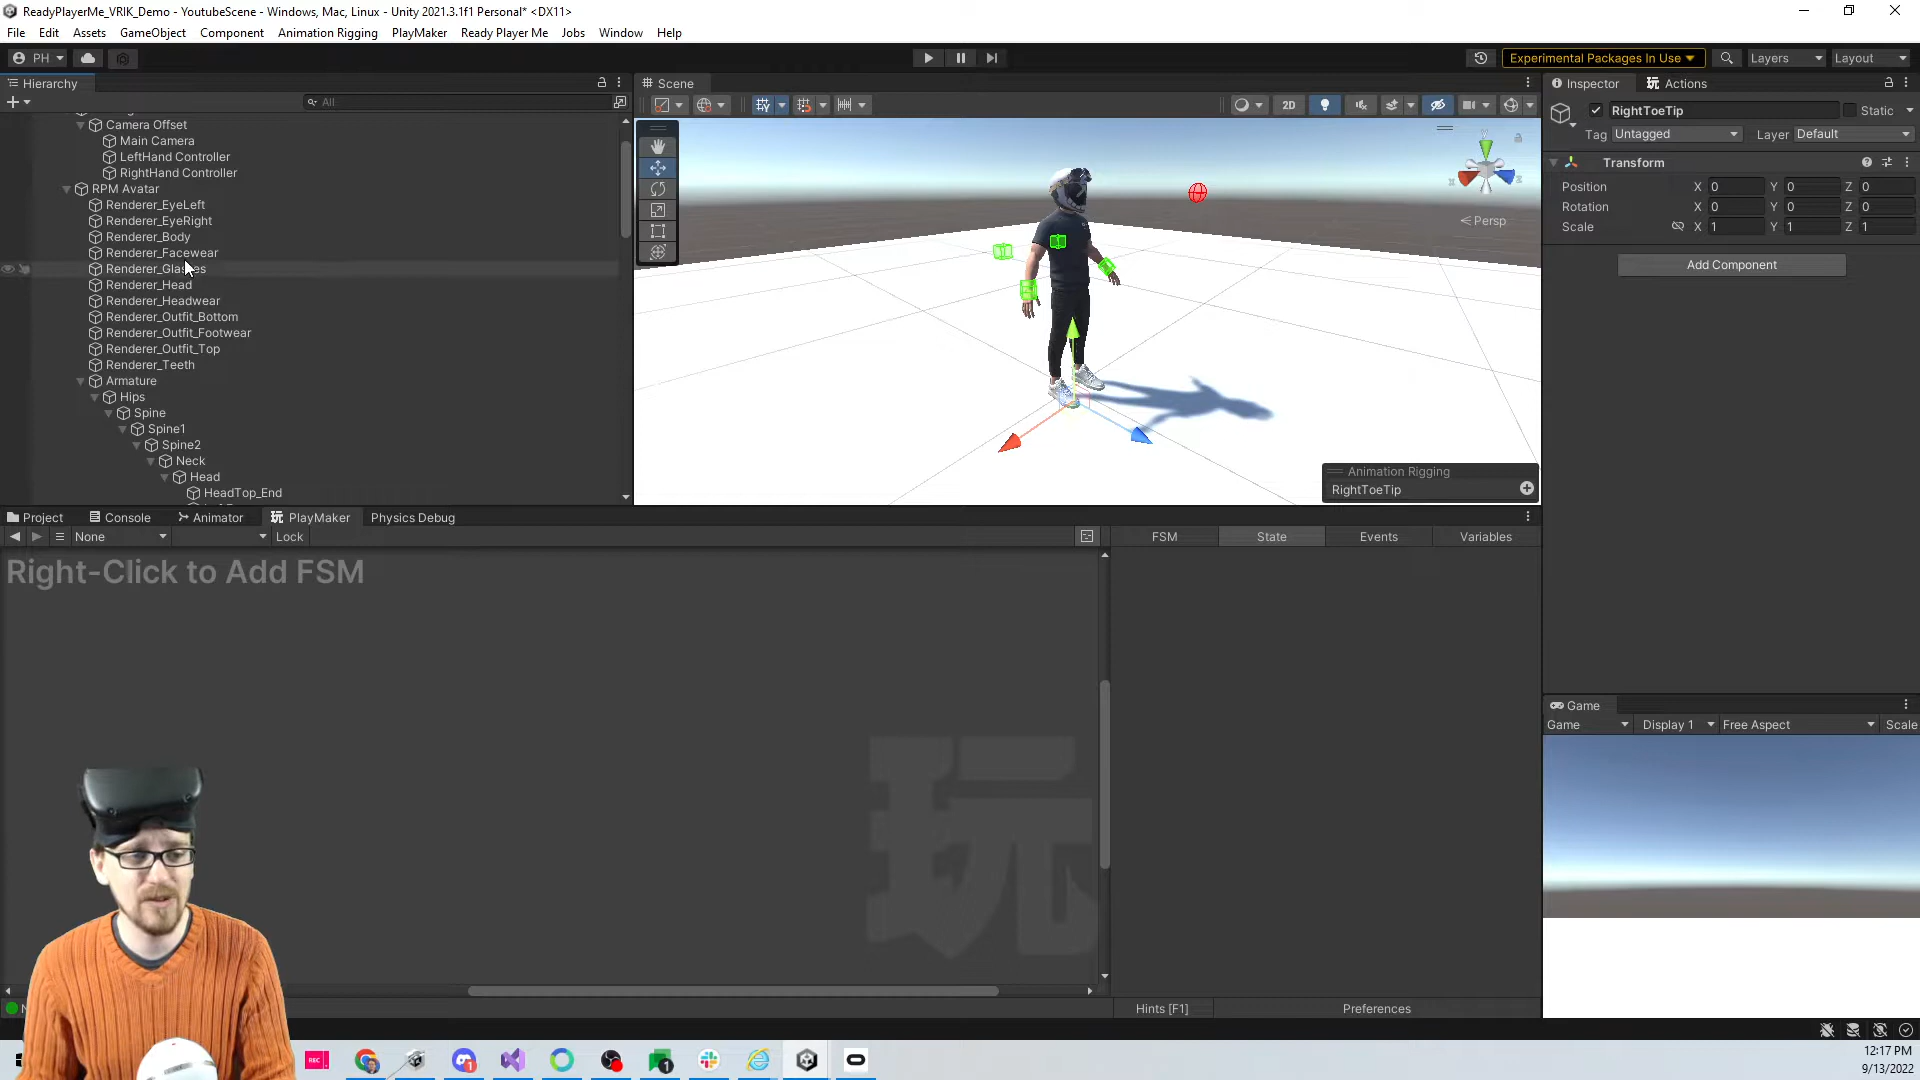 ReadyPlayerMe_VRIK_Demo - YoutubeScene - Windows, Mac, Linux - Unity 2021.3.1f1 Personal* <DX11>
File Edit Assets GameObject Component Animation Rigging PlayMaker Ready Player Me Jobs Window Help
PH
Experimental Packages In Use
Layers
Layout
Hierarchy
All
Camera Offset
Main Camera
LeftHand Controller
RightHand Controller
RPM Avatar
Renderer_EyeLeft
Renderer_EyeRight
Renderer_Body
Renderer_Facewear
Renderer_Glasses
Renderer_Head
Renderer_Headwear
Renderer_Outfit_Bottom
Renderer_Outfit_Footwear
Renderer_Outfit_Top
Renderer_Teeth
Armature
Hips
Spine
Spine1
Spine2
Neck
Head
HeadTop_End
Scene
2D
Persp
Animation Rigging
RightToeTip
Inspector
Actions
RightToeTip
Static
Tag Untagged
Layer Default
Transform
Position X 0 Y 0 Z 0
Rotation X 0 Y 0 Z 0
Scale X 1 Y 1 Z 1
Add Component
Project
Console
Animator
PlayMaker
Physics Debug
None
Lock
FSM
State
Events
Variables
Right-Click to Add FSM
玩
Hints [F1]
Preferences
Game
Game
Display 1
Free Aspect
Scale
REC
1
1
12:17 PM
9/13/2022